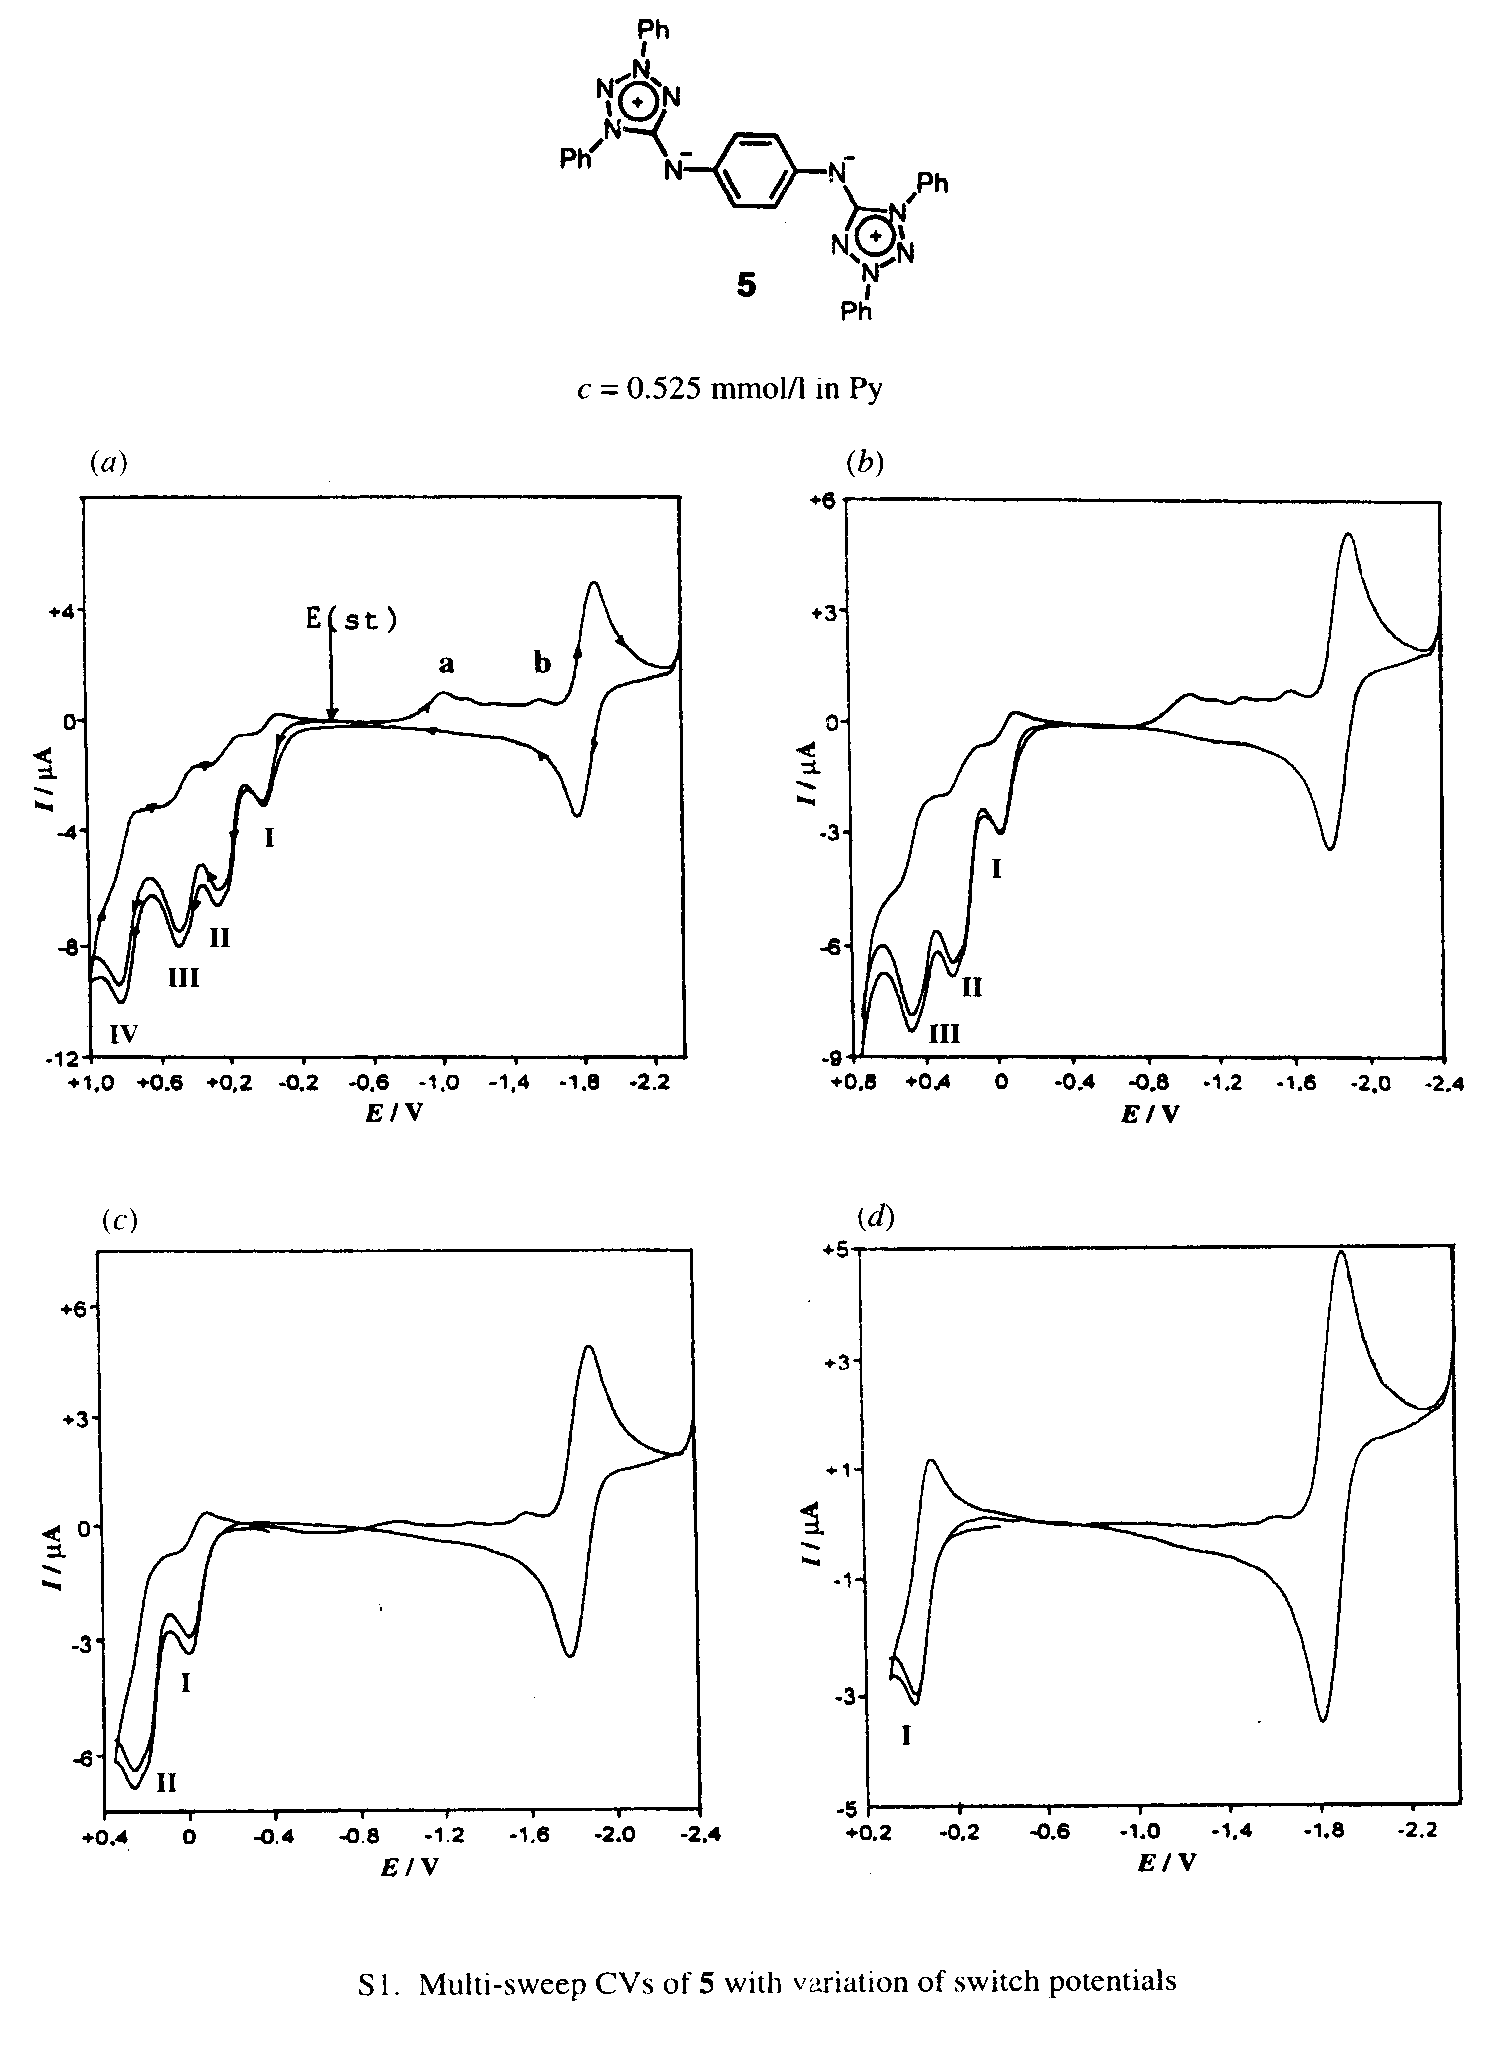 Ph
N
N N
+
N
Ph
N−
N−
Ph
N
N
+
N
N
Ph
5
c = 0.525 mmol/l in Py
(a)
(b)
+6
+4
E(st)
a
b
+3
0
0
I / µA
I / µA
-4
-3
I
I
-8
II
-6
II
III
III
IV
-12
-9
+1,0 +0.6 +0,2 -0.2 -0,6 -1,0 -1,4 -1.8 -2.2
+0.8 +0,4 0 -0.4 -0.8 -1.2 -1.6 -2,0 -2.4
E / V
E / V
(c)
(d)
+5
+6
+3
+3
+1
0
I / µA
I / µA
-1
-3
-3
I
I
-6
II
-5
+0.4 0 -0.4 -0.8 -1.2 -1.6 -2.0 -2,4
+0.2 -0.2 -0.6 -1.0 -1,4 -1,8 -2.2
E / V
E / V
S1. Multi-sweep CVs of 5 with variation of switch potentials